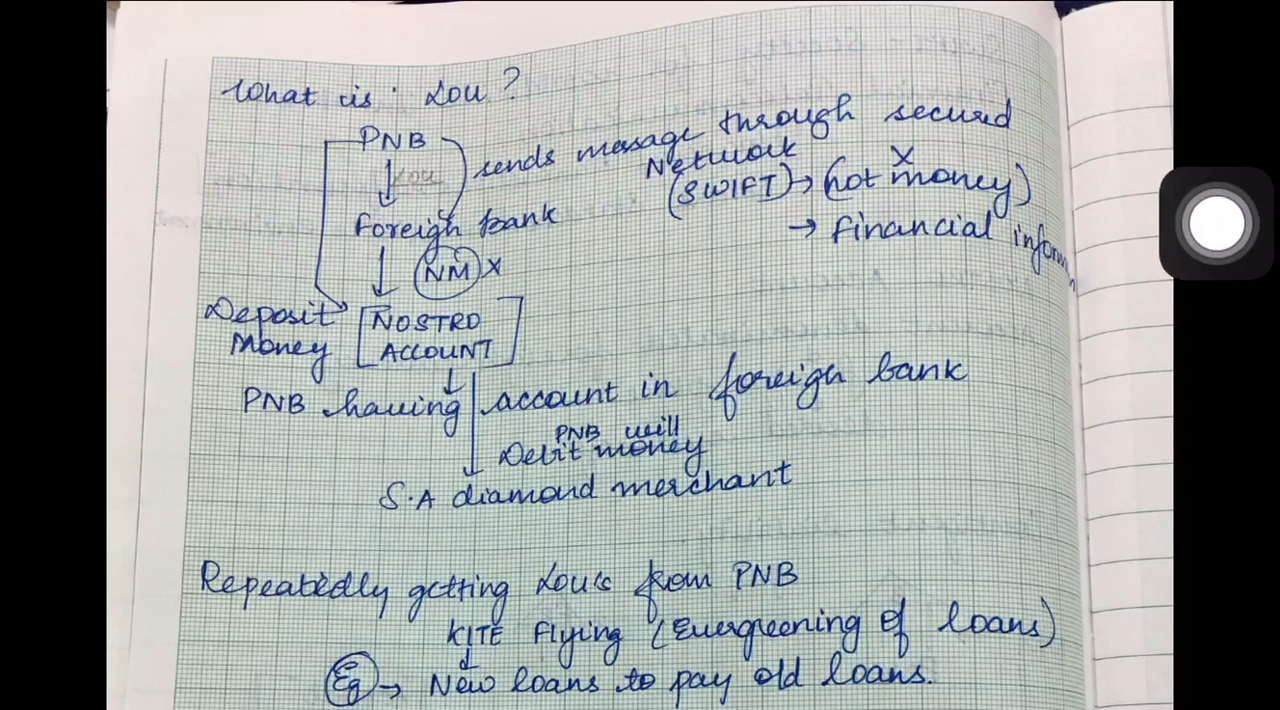 What is LOU ?
PNB
LOU
sends message through secured
Network
(SWIFT) → (not money) X
→ financial inform
foreign bank
NM X
Deposit
Money
NOSTRO
ACCOUNT
PNB having account in foreign bank
PNB will
Debit money
S.A diamond merchant
Repeatedly getting LOU's from PNB
KITE Flying (Evergreening of loans)
Eg → New loans to pay old loans.